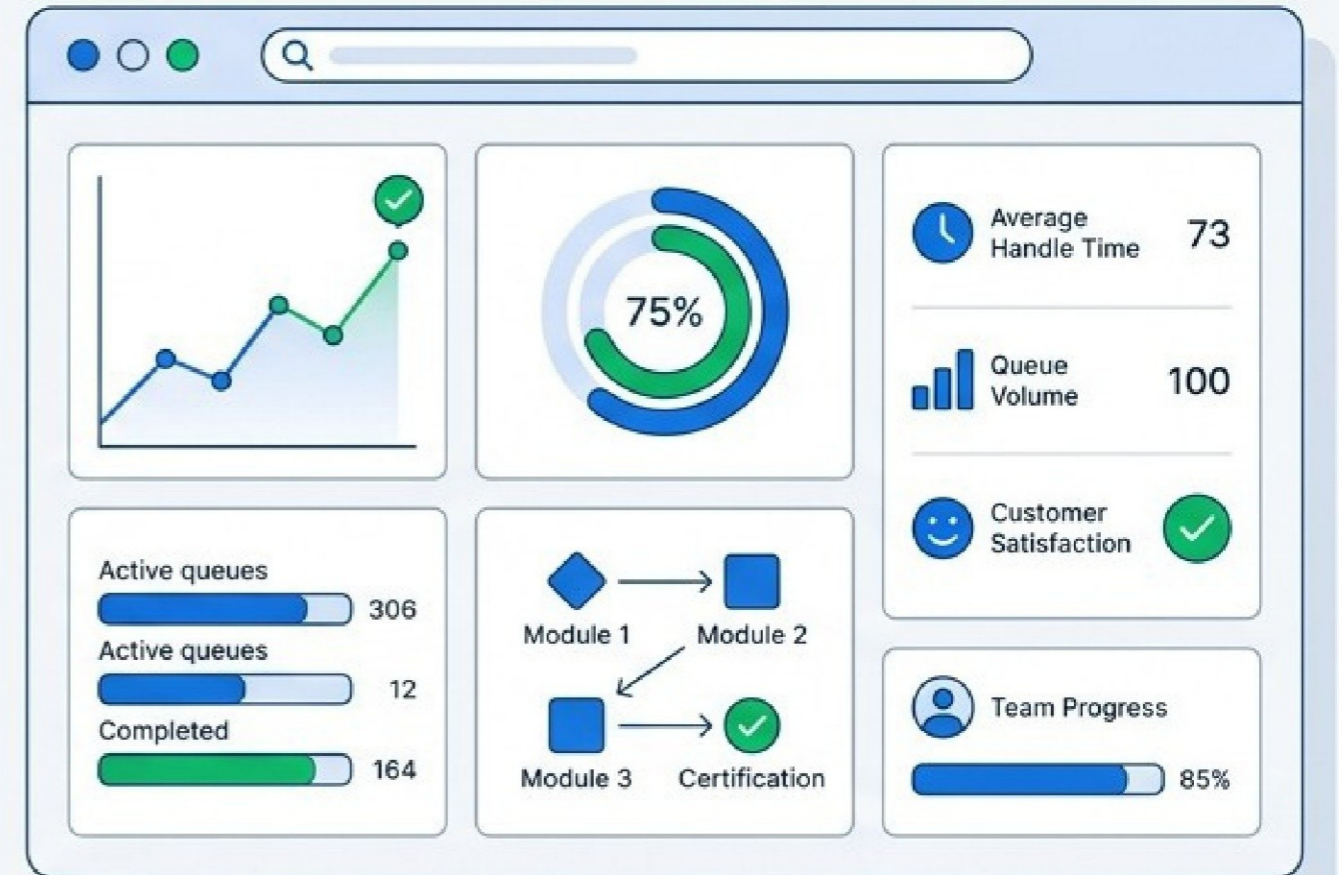 75%
Average
Handle Time
73
Queue
Volume
100
Customer
Satisfaction
Active queues
306
Active queues
12
Completed
164
Module 1
Module 2
Module 3
Certification
Team Progress
85%